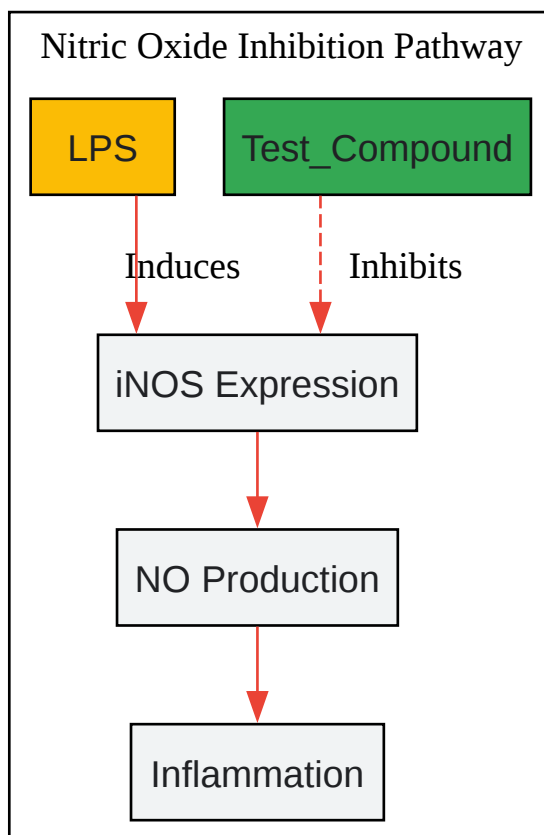 Nitric Oxide Inhibition Pathway
LPS
Test_Compound
Induces
Inhibits
iNOS Expression
NO Production
Inflammation